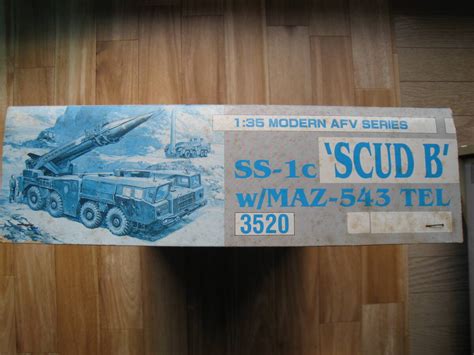 1:35 MODERN AFV SERIES
SS-1c 'SCUD B'
w/MAZ-543 TEL
3520